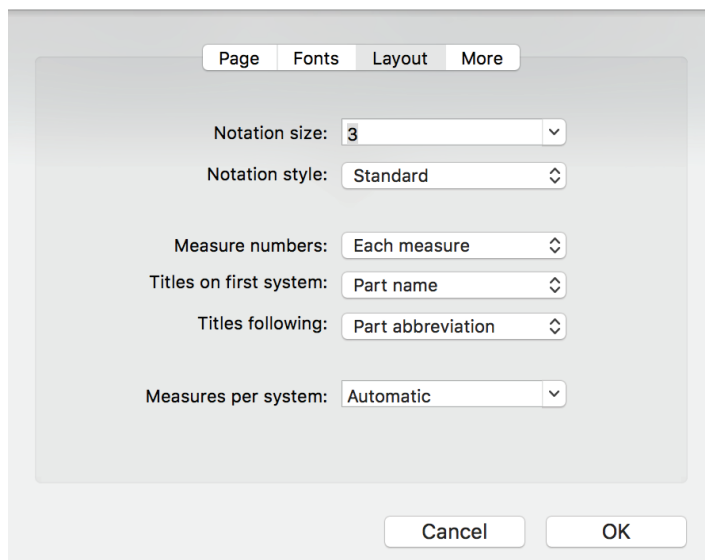 Page Fonts Layout More
Notation size: 3
Notation style: Standard
Measure numbers: Each measure
Titles on first system: Part name
Titles following: Part abbreviation
Measures per system: Automatic
Cancel OK